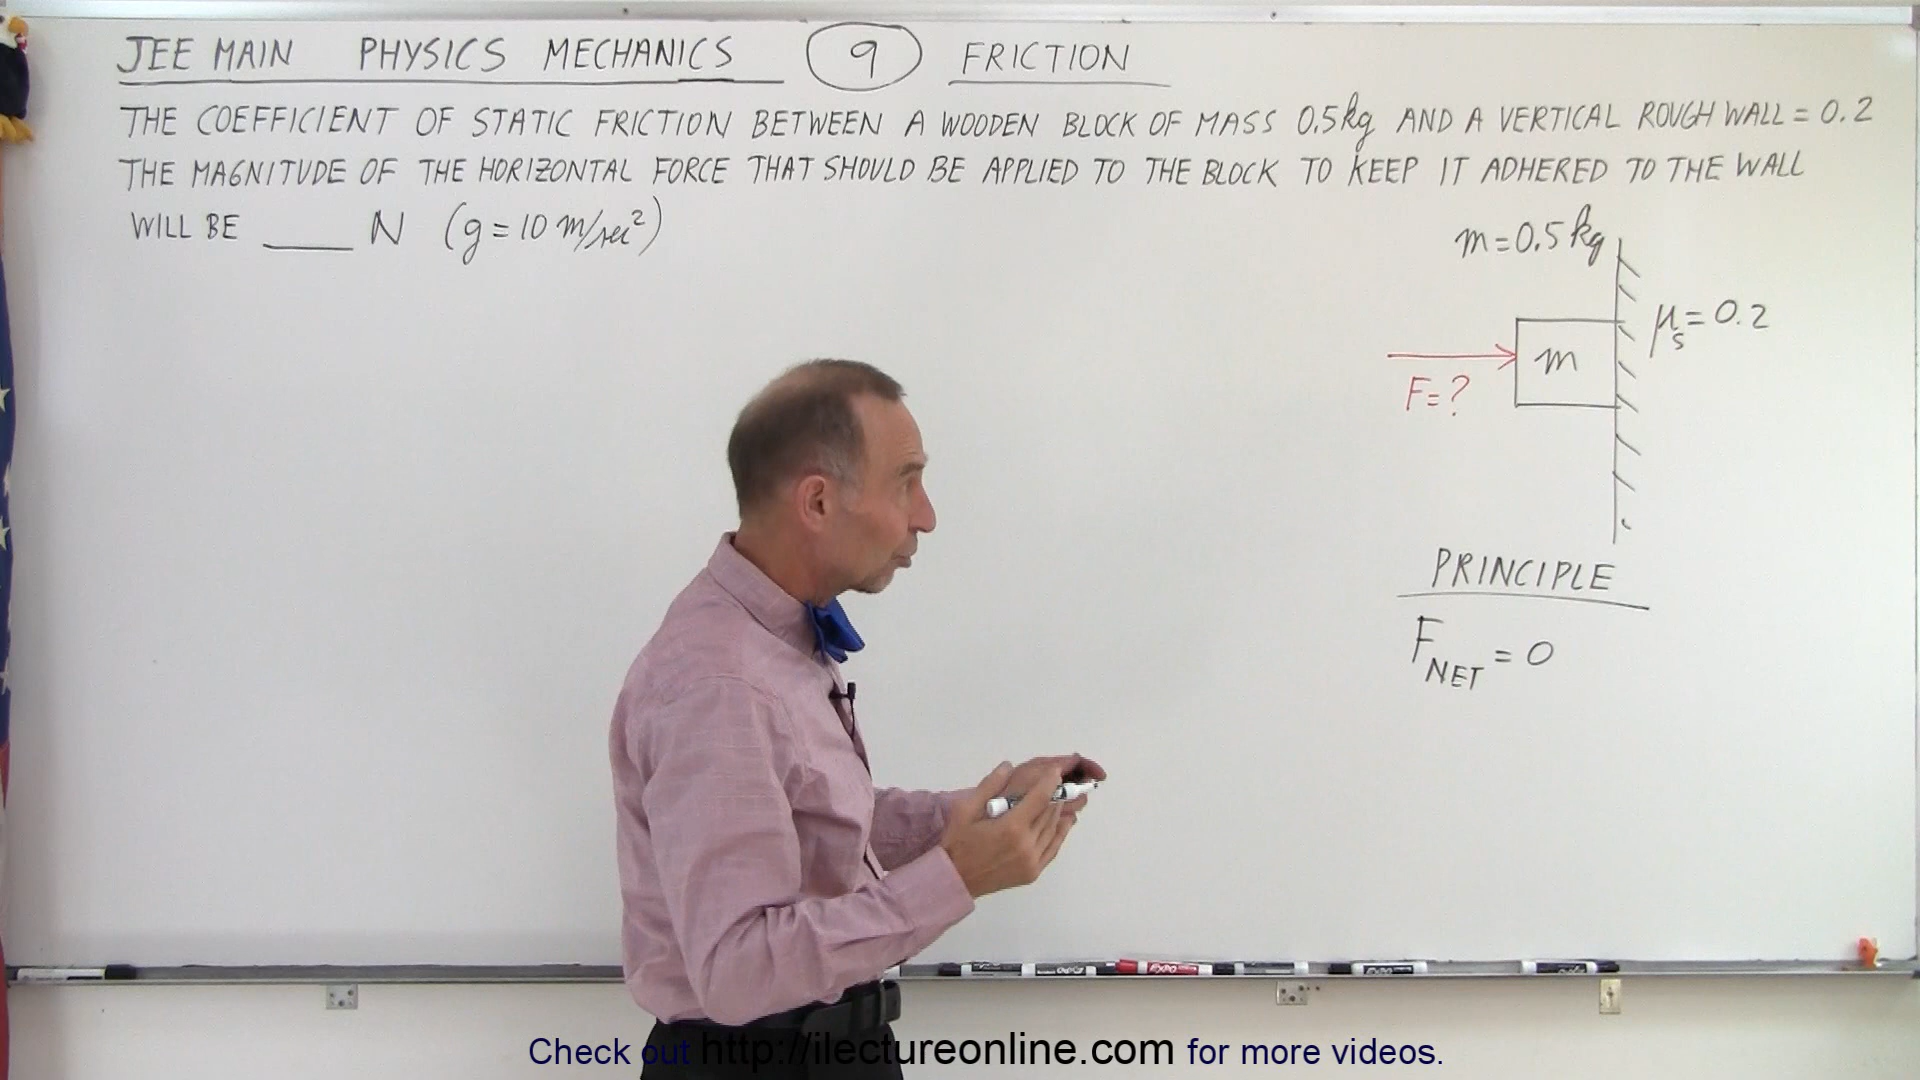 JEE MAIN PHYSICS MECHANICS 9 FRICTION
THE COEFFICIENT OF STATIC FRICTION BETWEEN A WOODEN BLOCK OF MASS 0.5kg AND A VERTICAL ROUGH WALL = 0.2
THE MAGNITUDE OF THE HORIZONTAL FORCE THAT SHOULD BE APPLIED TO THE BLOCK TO KEEP IT ADHERED TO THE WALL
WILL BE ____ N (g = 10 m/sec²)
m = 0.5 kg
μs = 0.2
m
F = ?
PRINCIPLE
F NET = 0
EXPO
Check out http://ilectureonline.com for more videos.